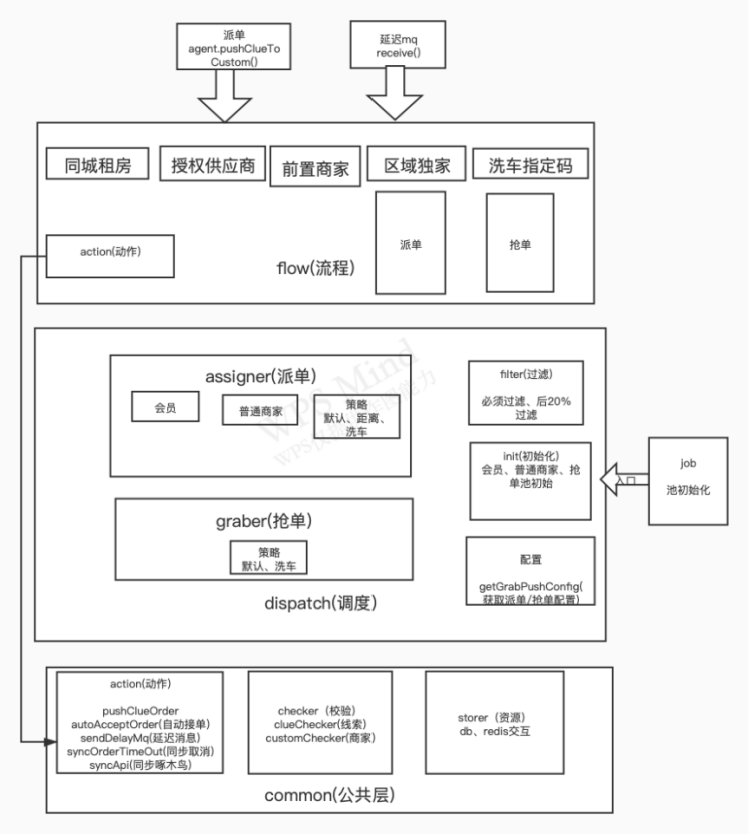 派单
agent.pushClueTo
Custom()
延迟mq
receive()
同城租房
授权供应商
前置商家
区域独家
洗车指定码
派单
抢单
action(动作)
flow(流程)
assigner(派单)
会员
普通商家
策略
默认、距离、
洗车
filter(过滤)
必须过滤、后20%
过滤
init(初始化)
会员、普通商家、抢
单池初始
入口
job
池初始化
graber(抢单)
策略
默认、洗车
配置
getGrabPushConfig(
获取派单/抢单配置)
dispatch(调度)
WPS Mind
action(动作)
pushClueOrder
autoAcceptOrder(自动接单)
sendDelayMq(延迟消息)
syncOrderTimeOut(同步取消)
syncApi(同步啄木鸟)
checker（校验）
clueChecker(线索)
customChecker(商家)
storer（资源）
db、redis交互
common(公共层)